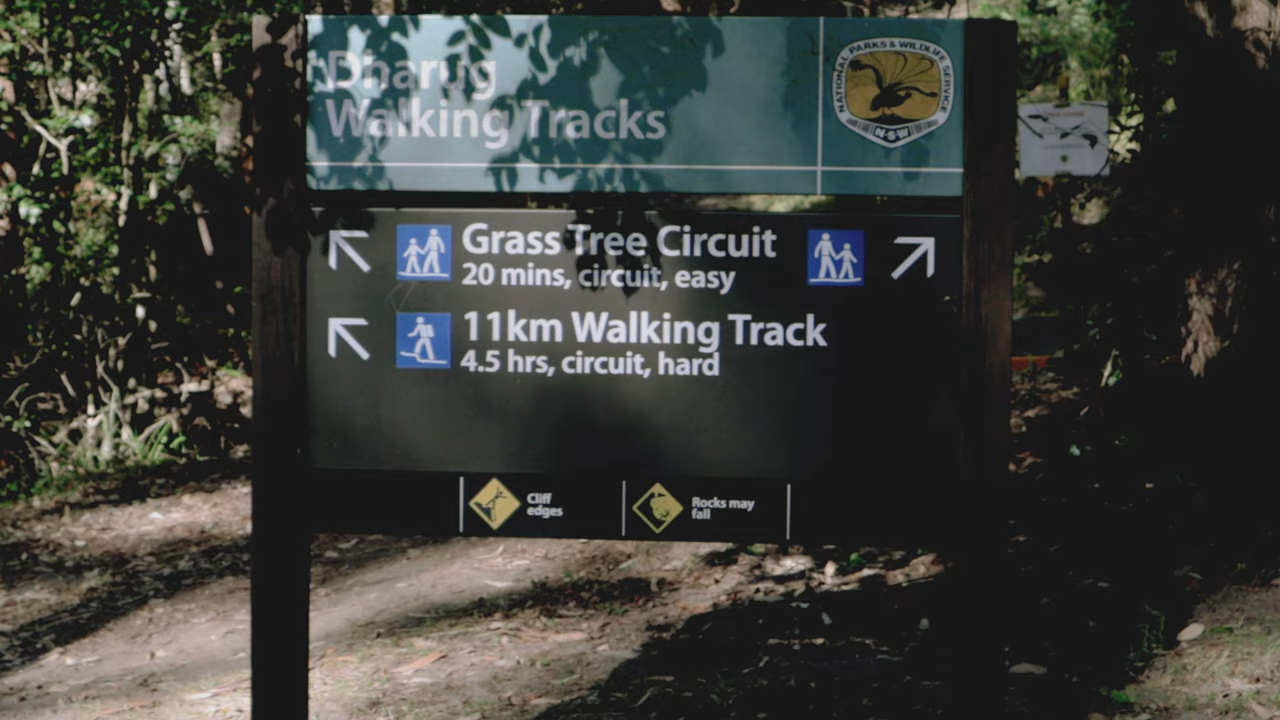 Dharug
Walking Tracks
NATIONAL PARKS & WILDLIFE SERVICE
N·S·W
Grass Tree Circuit
20 mins, circuit, easy
11km Walking Track
4.5 hrs, circuit, hard
Cliff
edges
Rocks may
fall